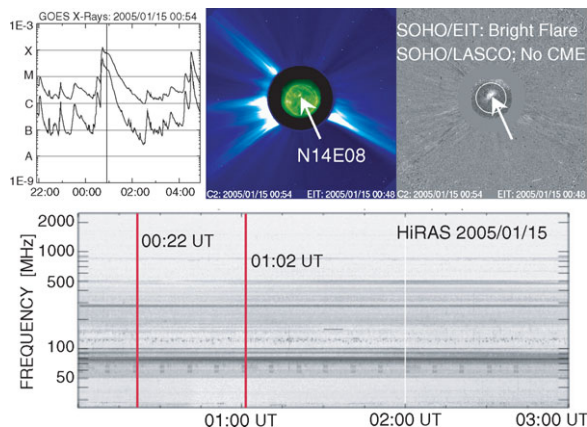 GOES X-Rays: 2005/01/15 00:54
1E-3
X
M
C
B
A
1E-9
22:00 00:00 02:00 04:00
N14E08
C2: 2005/01/15 00:54 EIT: 2005/01/15 00:48
SOHO/EIT: Bright Flare
SOHO/LASCO; No CME
C2: 2005/01/15 00:54 EIT: 2005/01/15 00:48
FREQUENCY [MHz]
2000
1000
500
100
50
00:22 UT
01:02 UT
HiRAS 2005/01/15
01:00 UT 02:00 UT 03:00 UT